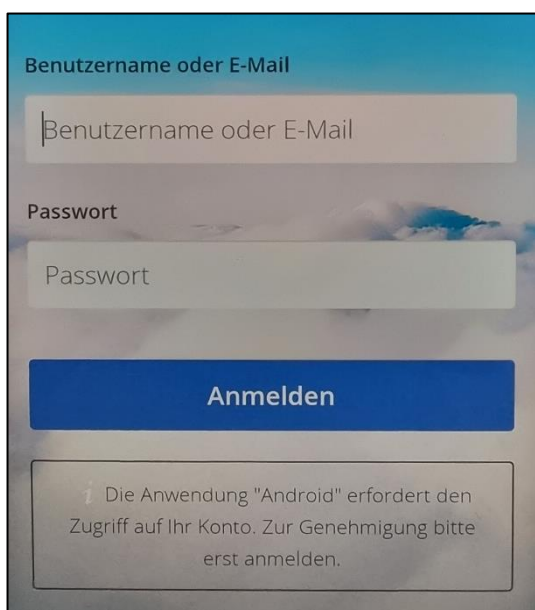 Benutzername oder E-Mail
Benutzername oder E-Mail
Passwort
Passwort
Anmelden
i Die Anwendung "Android" erfordert den
Zugriff auf Ihr Konto. Zur Genehmigung bitte
erst anmelden.